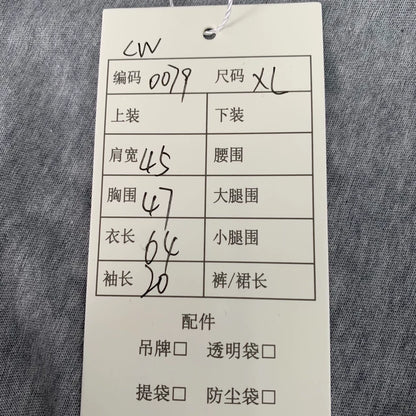 LW
编码 0079 尺码 XL
上装 下装
肩宽 45 腰围
胸围 47 大腿围
衣长 64 小腿围
袖长 20 裤/裙长
配件
吊牌□ 透明袋□
提袋□ 防尘袋□